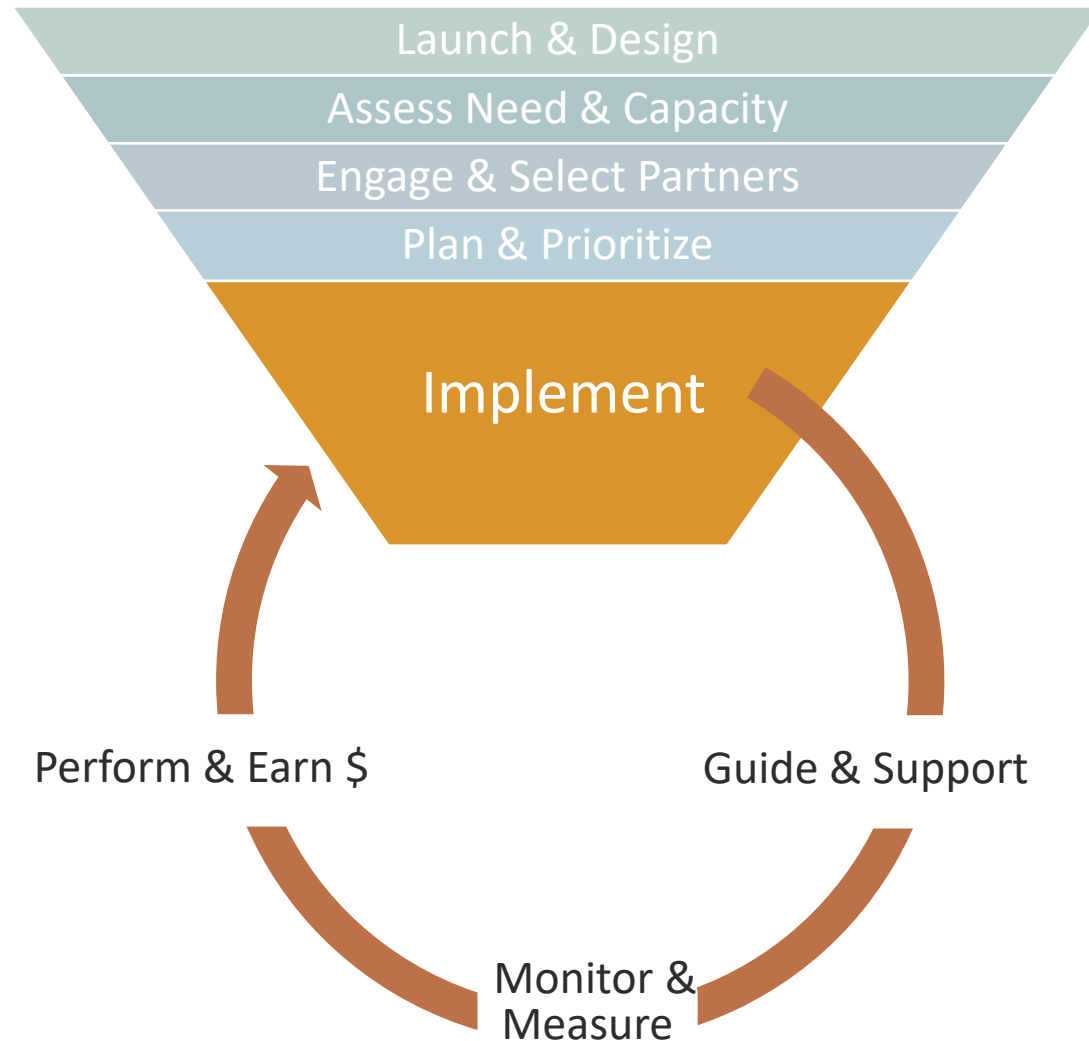 Launch & Design
Assess Need & Capacity
Engage & Select Partners
Plan & Prioritize
Implement
Perform & Earn $
Guide & Support
Monitor &
Measure